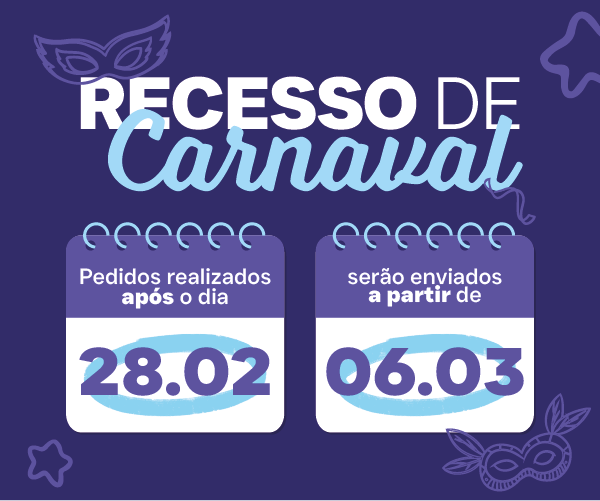 RECESSO DE
Carnaval
Pedidos realizados
após o dia
28.02
serão enviados
a partir de
06.03